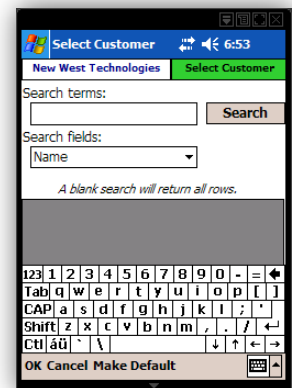 Select Customer 6:53
New West Technologies Select Customer
Search terms:
Search
Search fields:
Name
A blank search will return all rows.
123 1 2 3 4 5 6 7 8 9 0 - =
Tab q w e r t y u i o p [ ]
CAP a s d f g h j k l ; '
Shift z x c v b n m , . /
Ctl áü ` \
OK Cancel Make Default